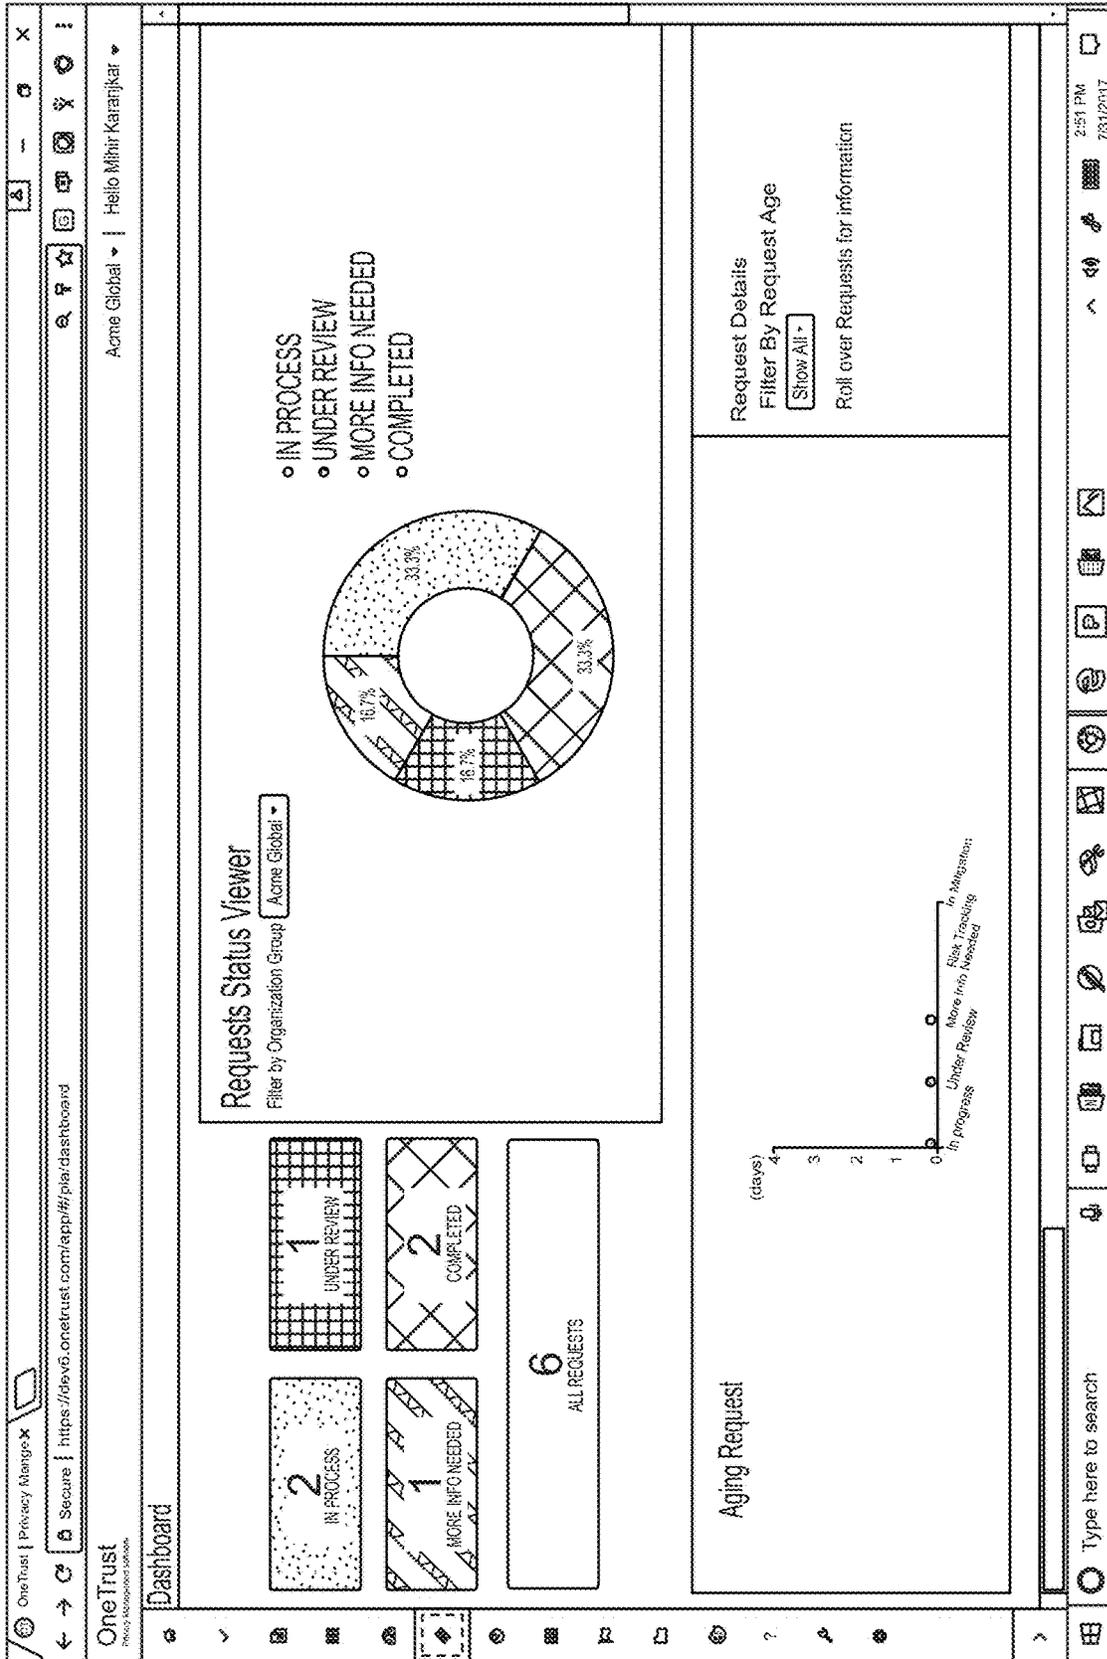 OneTrust | Privacy Mange X
Secure | https://dev6.onetrust.com/app/#/pia/dashboard
OneTrust
Privacy Management Software
Acme Global | Hello Mihir Karanjkar
Dashboard
2
IN PROCESS
1
UNDER REVIEW
1
MORE INFO NEEDED
2
COMPLETED
6
ALL REQUESTS
Requests Status Viewer
Filter by Organization Group Acme Global
33.3%
33.3%
16.7%
16.7%
IN PROCESS
UNDER REVIEW
MORE INFO NEEDED
COMPLETED
Aging Request
(days)
4
3
2
1
0
In progress
Under Review
More Info Needed
Risk Tracking
In Mitigation
Request Details
Filter By Request Age
Show All
Roll over Requests for information
Type here to search
2:51 PM
7/31/2017